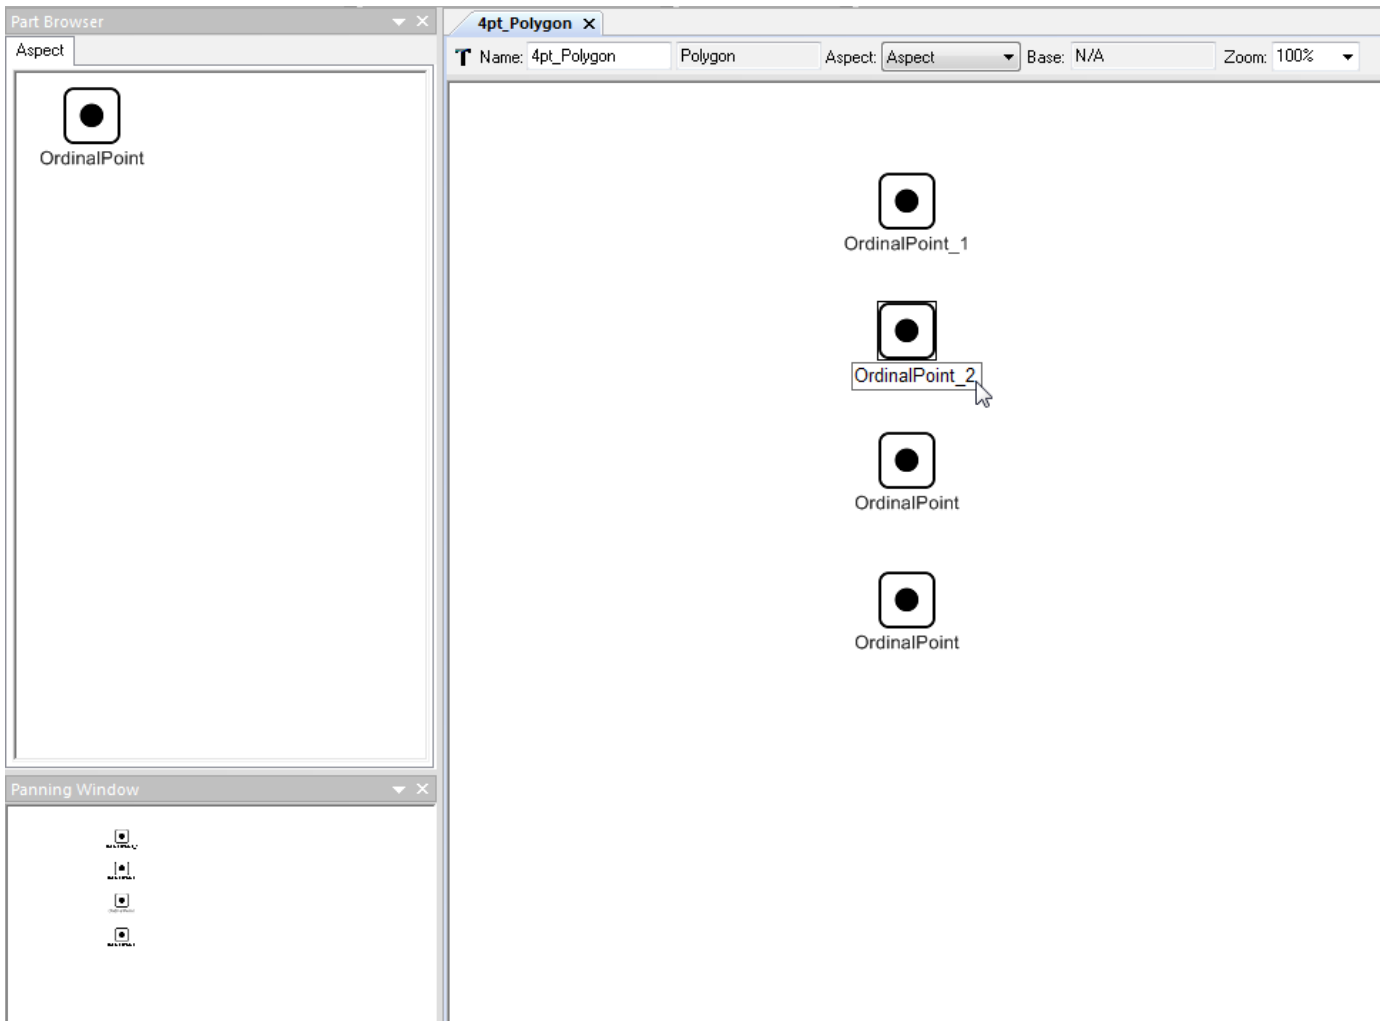 Part Browser
Aspect
OrdinalPoint
4pt_Polygon
Name: 4pt_Polygon Polygon Aspect: Aspect Base: N/A Zoom: 100%
OrdinalPoint_1
OrdinalPoint_2
OrdinalPoint
OrdinalPoint
Panning Window